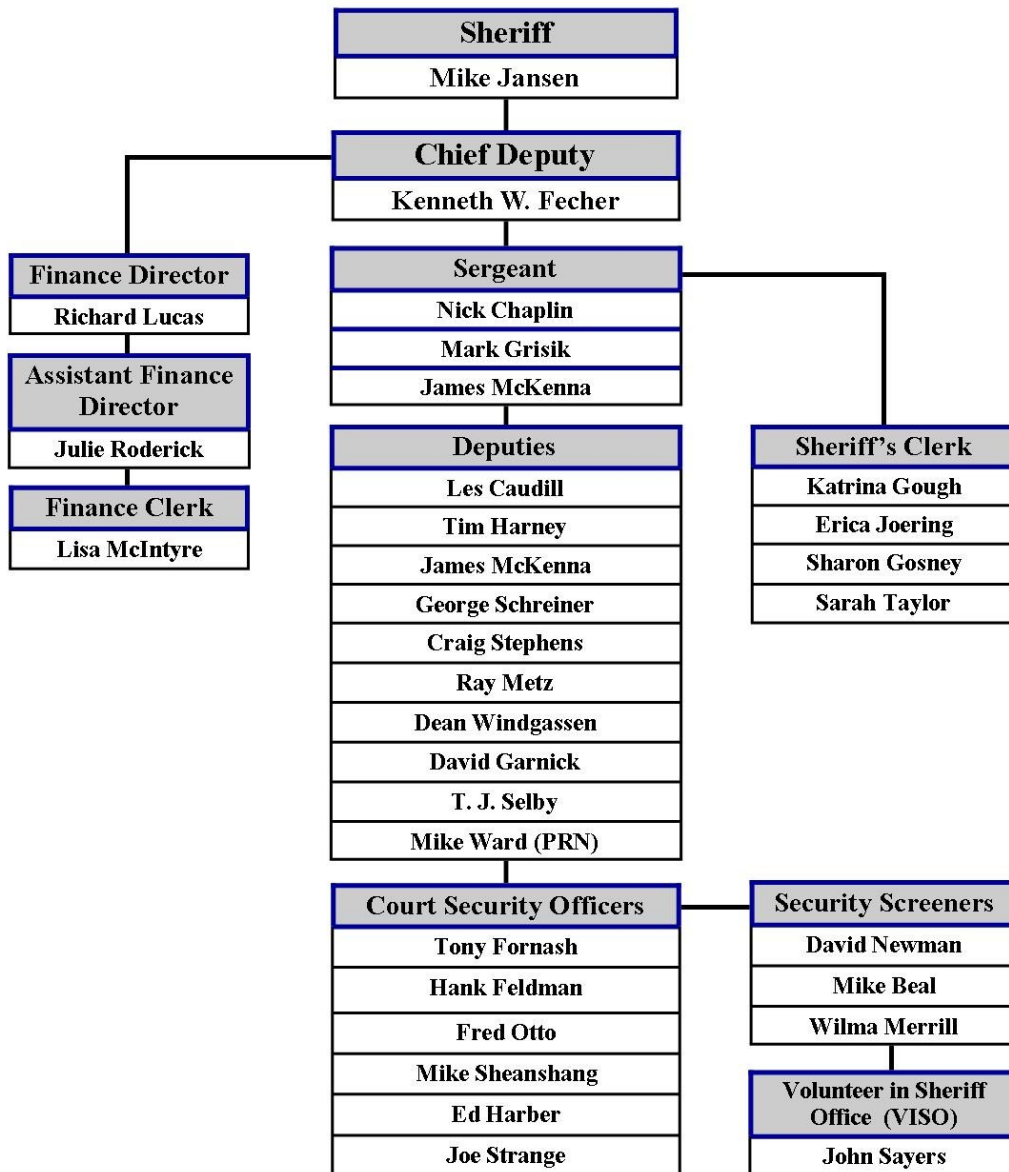 Sheriff
Mike Jansen
Chief Deputy
Kenneth W. Fecher
Finance Director
Richard Lucas
Assistant Finance
Director
Julie Roderick
Finance Clerk
Lisa McIntyre
Sergeant
Nick Chaplin
Mark Grisik
James McKenna
Deputies
Les Caudill
Tim Harney
James McKenna
George Schreiner
Craig Stephens
Ray Metz
Dean Windgassen
David Garnick
T. J. Selby
Mike Ward (PRN)
Sheriff’s Clerk
Katrina Gough
Erica Joering
Sharon Gosney
Sarah Taylor
Court Security Officers
Tony Fornash
Hank Feldman
Fred Otto
Mike Sheanshang
Ed Harber
Joe Strange
Security Screeners
David Newman
Mike Beal
Wilma Merrill
Volunteer in Sheriff
Office (VISO)
John Sayers